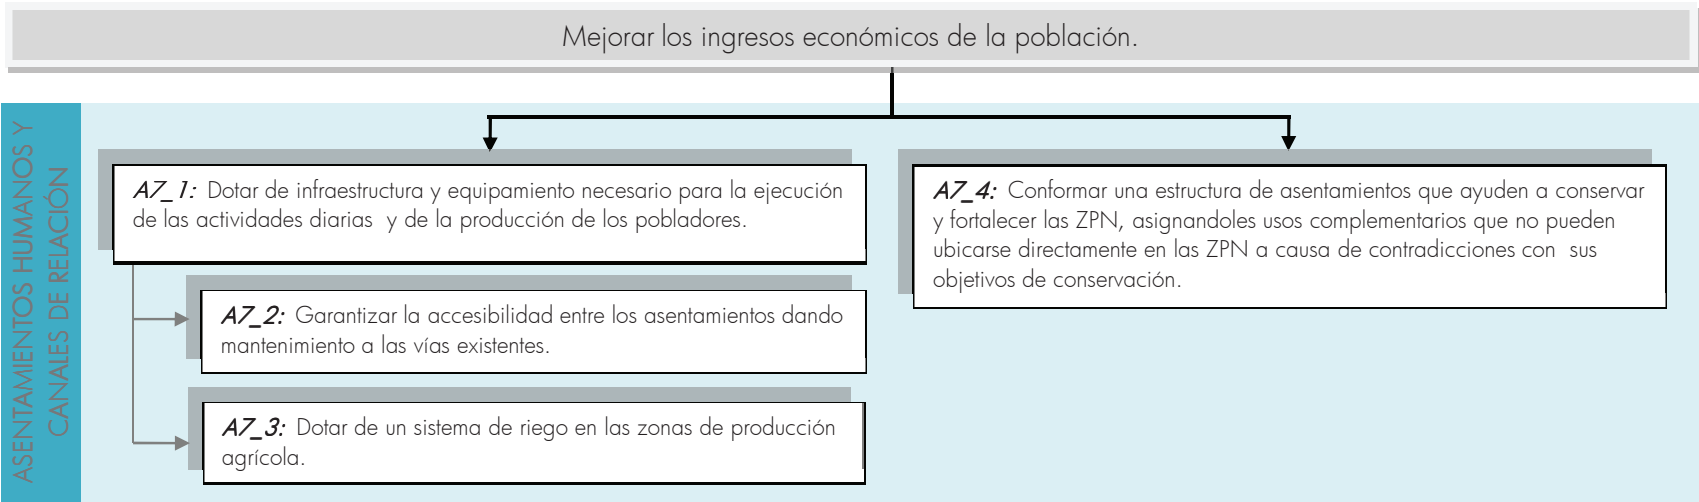 Mejorar los ingresos económicos de la población.
ASENTAMIENTOS HUMANOS Y
CANALES DE RELACIÓN
A7_1: Dotar de infraestructura y equipamiento necesario para la ejecución
de las actividades diarias y de la producción de los pobladores.
A7_2: Garantizar la accesibilidad entre los asentamientos dando
mantenimiento a las vías existentes.
A7_3: Dotar de un sistema de riego en las zonas de producción
agrícola.
A7_4: Conformar una estructura de asentamientos que ayuden a conservar
y fortalecer las ZPN, asignandoles usos complementarios que no pueden
ubicarse directamente en las ZPN a causa de contradicciones con sus
objetivos de conservación.